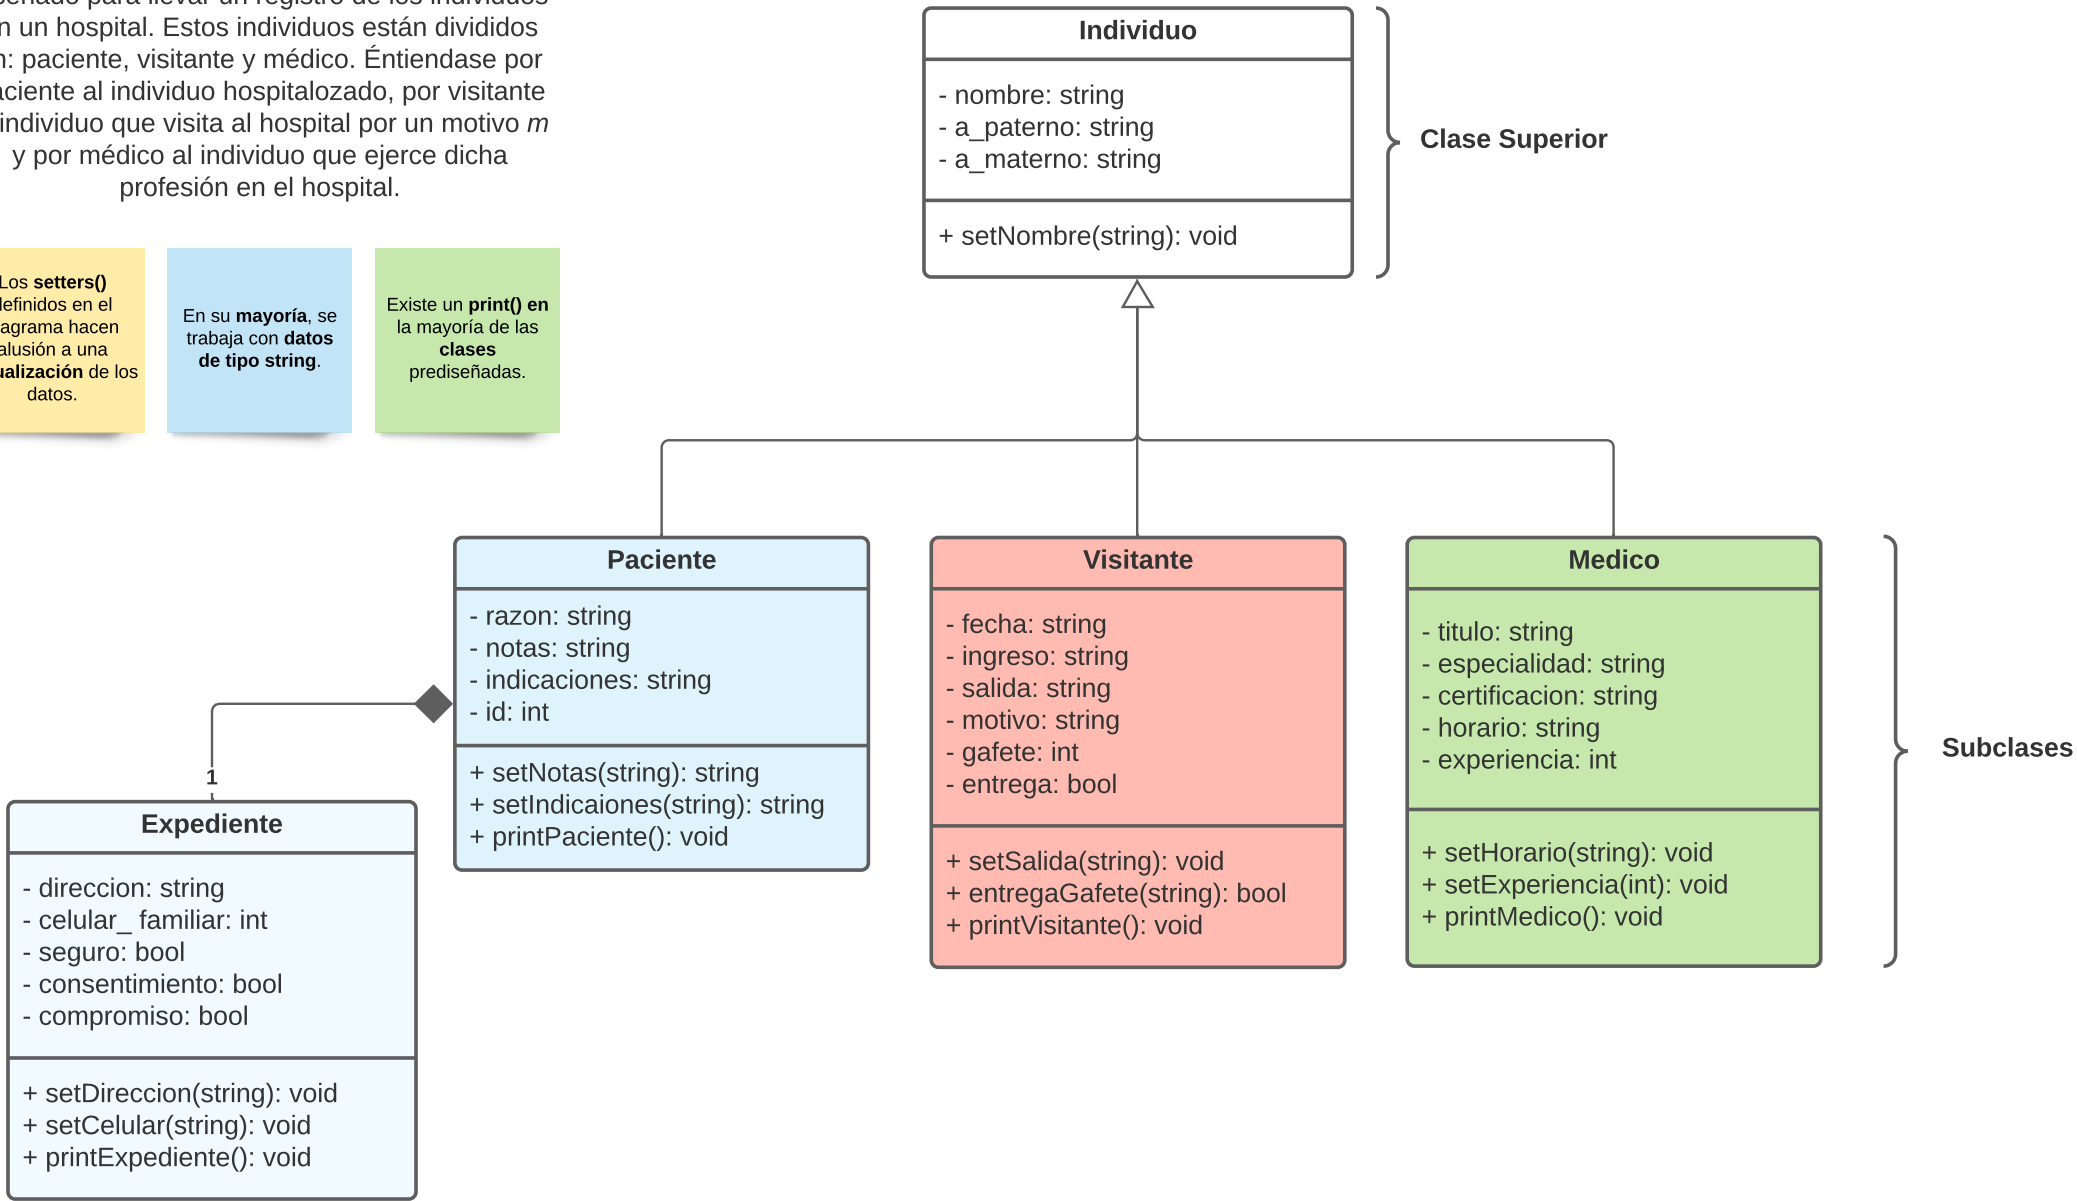 para llevar un registro de los individuos
un hospital. Estos individuos están divididos
paciente, visitante y médico. Éntiendase por
al individuo hospitalozado, por visitante
individuo que visita al hospital por un motivo m
y por médico al individuo que ejerce dicha
profesión en el hospital.
Los setters()
definidos en el
hacen
alusión a una
de los
datos.
En su mayoría, se
trabaja con datos
de tipo string.
Existe un print() en
la mayoría de las
clases
prediseñadas.
Individuo
- nombre: string
- a_paterno: string
- a_materno: string
+ setNombre(string): void
Clase Superior
Paciente
- razon: string
- notas: string
- indicaciones: string
- id: int
+ setNotas(string): string
+ setIndicaiones(string): string
+ printPaciente(): void
Visitante
- fecha: string
- ingreso: string
- salida: string
- motivo: string
- gafete: int
- entrega: bool
+ setSalida(string): void
+ entregaGafete(string): bool
+ printVisitante(): void
Medico
- titulo: string
- especialidad: string
- certificacion: string
- horario: string
- experiencia: int
+ setHorario(string): void
+ setExperiencia(int): void
+ printMedico(): void
Subclases
1
Expediente
- direccion: string
- celular_ familiar: int
- seguro: bool
- consentimiento: bool
- compromiso: bool
+ setDireccion(string): void
+ setCelular(string): void
+ printExpediente(): void